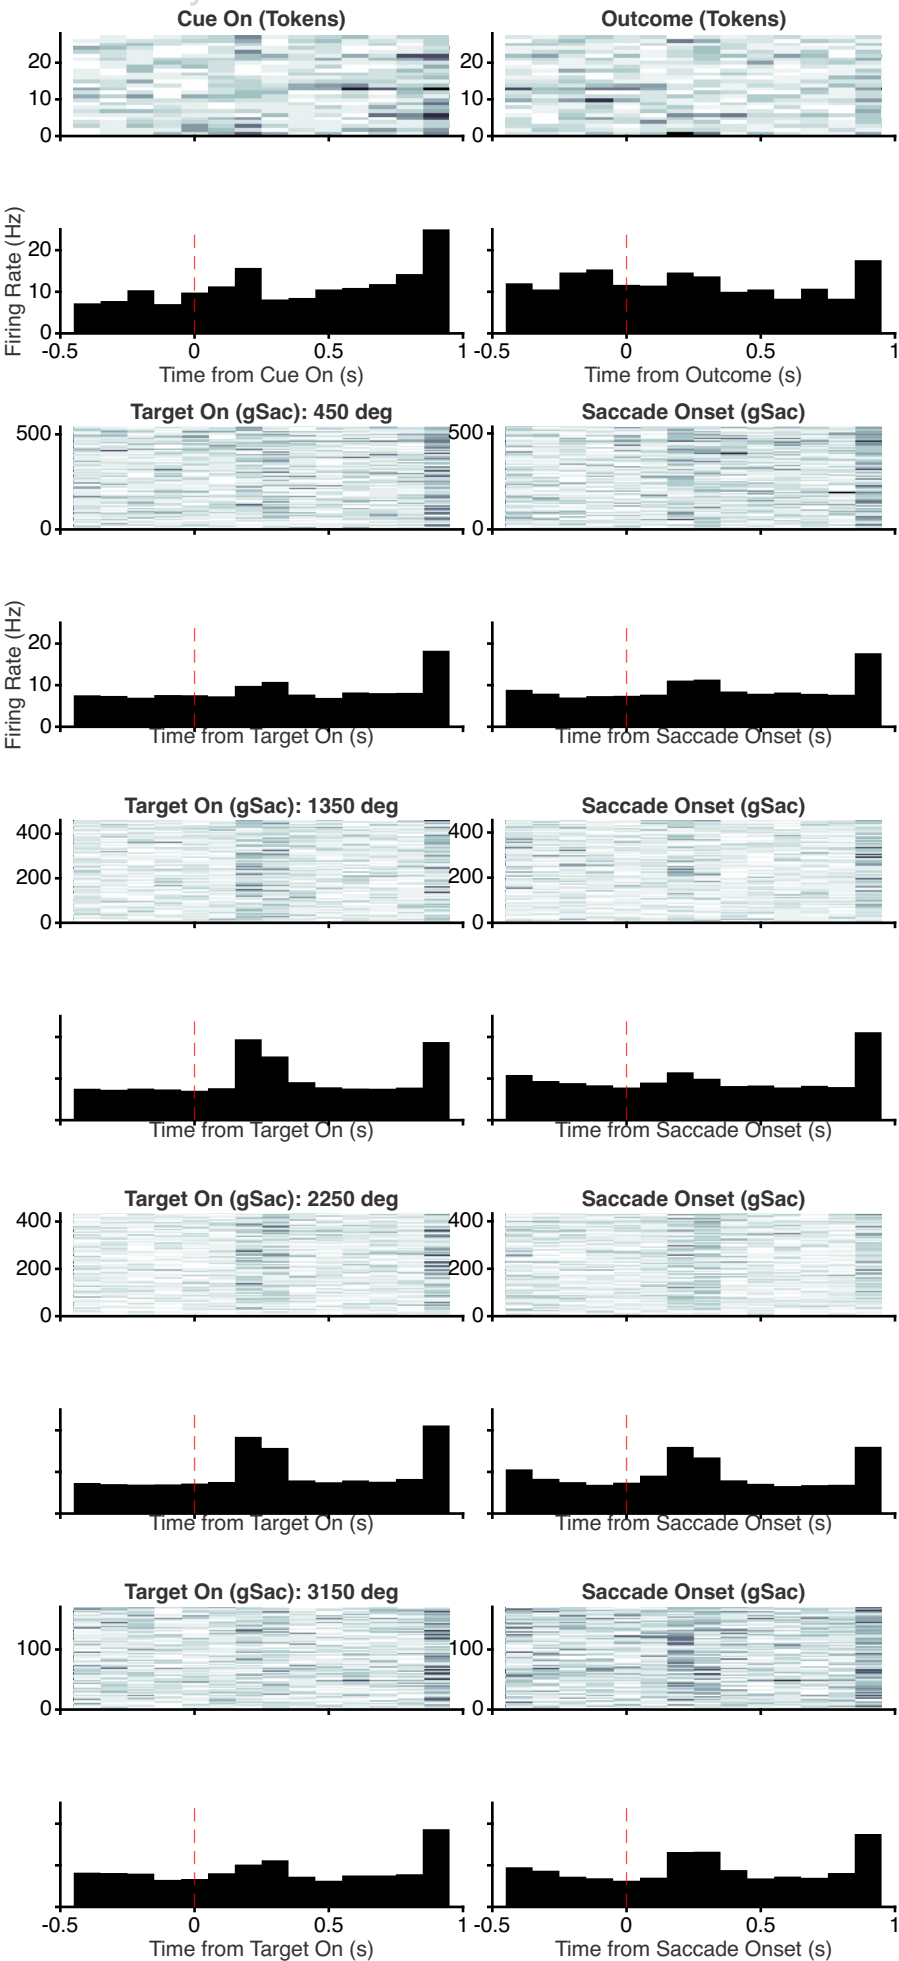 Cue On (Tokens) Outcome (Tokens)
20 20
10 10
0 0
Firing Rate (Hz)
20
10
0
-0.5 0 0.5 1 -0.5 0 0.5 1
Time from Cue On (s) Time from Outcome (s)
Target On (gSac): 450 deg Saccade Onset (gSac)
500 500
0 0
Firing Rate (Hz)
20
10
0
Time from Target On (s) Time from Saccade Onset (s)
Target On (gSac): 1350 deg Saccade Onset (gSac)
400 400
200 200
0 0
Time from Target On (s) Time from Saccade Onset (s)
Target On (gSac): 2250 deg Saccade Onset (gSac)
400 400
200 200
0 0
Time from Target On (s) Time from Saccade Onset (s)
Target On (gSac): 3150 deg Saccade Onset (gSac)
100 100
0 0
-0.5 0 0.5 1 -0.5 0 0.5 1
Time from Target On (s) Time from Saccade Onset (s)